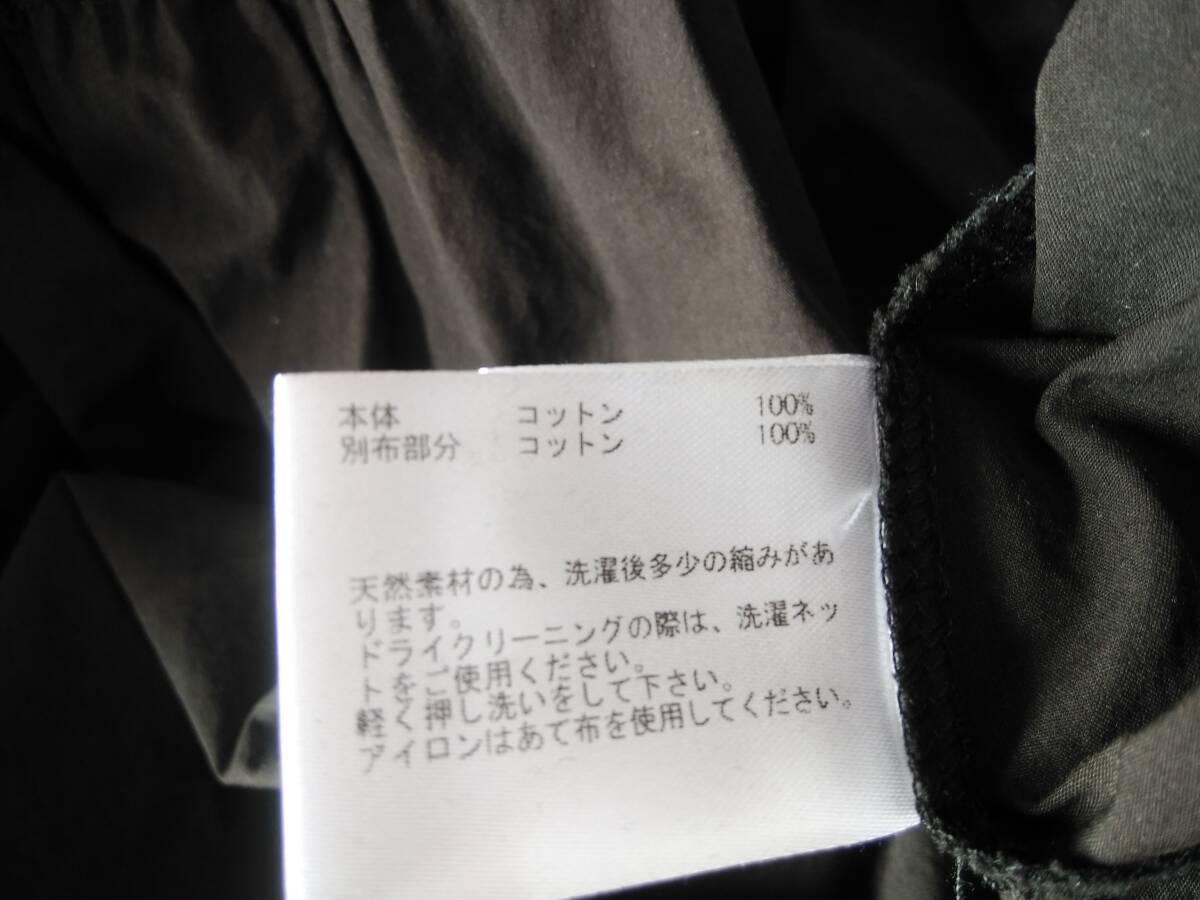 本体 コットン 100%
別布部分 コットン 100%
天然素材の為、洗濯後多少の縮みがあ
ります。
ドライクリーニングの際は、洗濯ネッ
トをご使用ください。
軽く押し洗いをして下さい。
アイロンはあて布を使用してください。